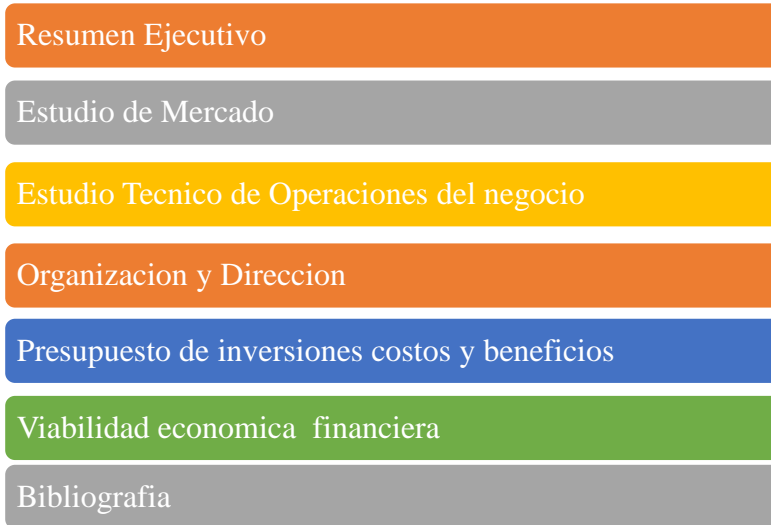 Resumen Ejecutivo
Estudio de Mercado
Estudio Tecnico de Operaciones del negocio
Organizacion y Direccion
Presupuesto de inversiones costos y beneficios
Viabilidad economica  financiera
Bibliografia